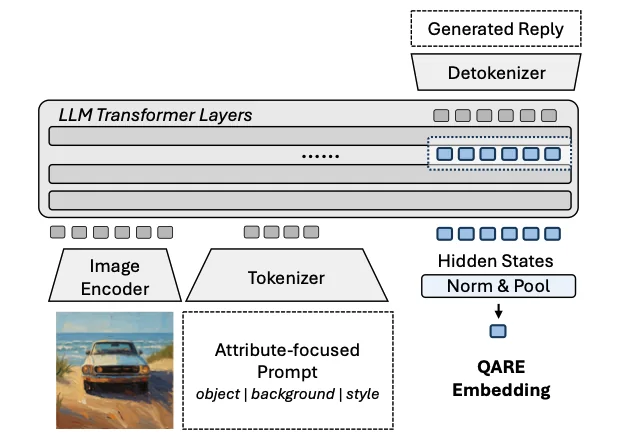 Generated Reply
Detokenizer
LLM Transformer Layers
......
Image
Encoder
Tokenizer
Hidden States
Norm & Pool
Attribute-focused
Prompt
object | background | style
QARE
Embedding